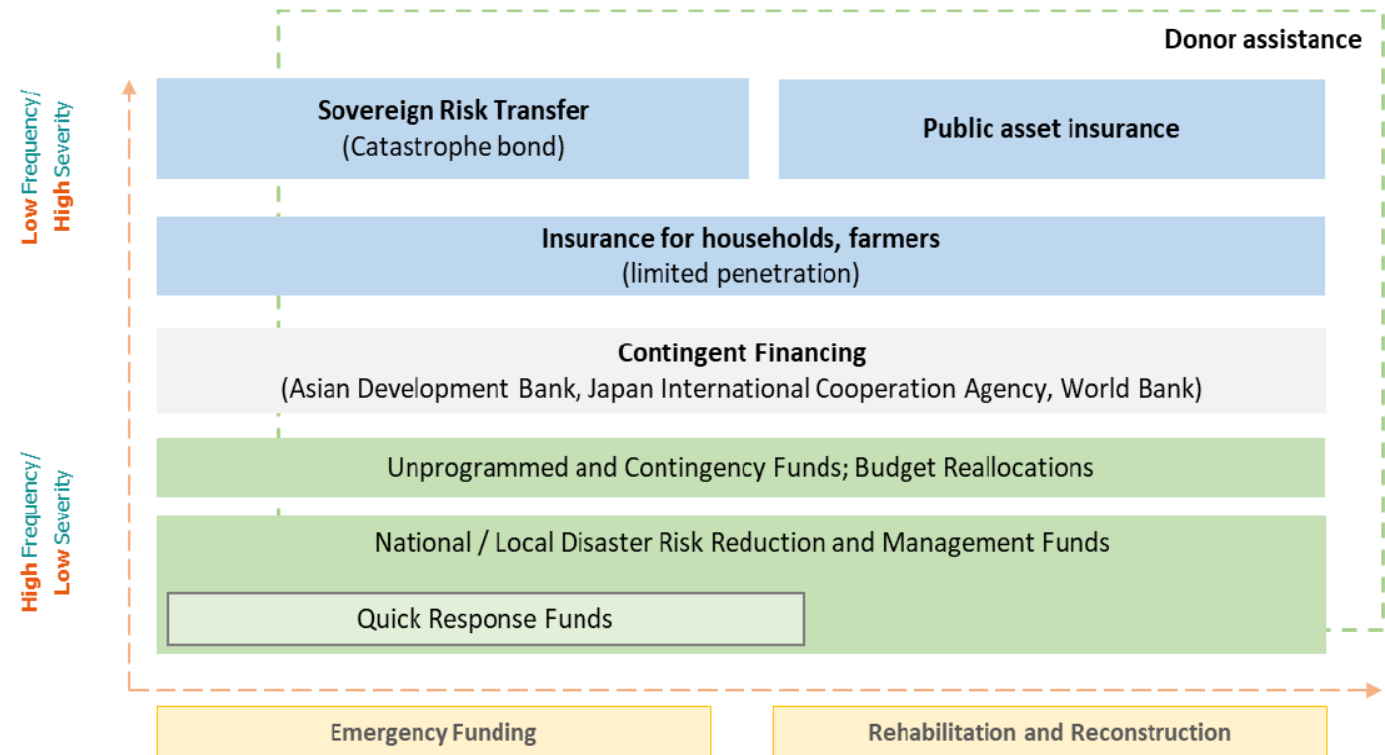 Donor assistance
Low Frequency/
High Severity
Sovereign Risk Transfer
(Catastrophe bond)
Public asset insurance
Insurance for households, farmers
(limited penetration)
Contingent Financing
(Asian Development Bank, Japan International Cooperation Agency, World Bank)
High Frequency/
Low Severity
Unprogrammed and Contingency Funds; Budget Reallocations
National / Local Disaster Risk Reduction and Management Funds
Quick Response Funds
Emergency Funding
Rehabilitation and Reconstruction